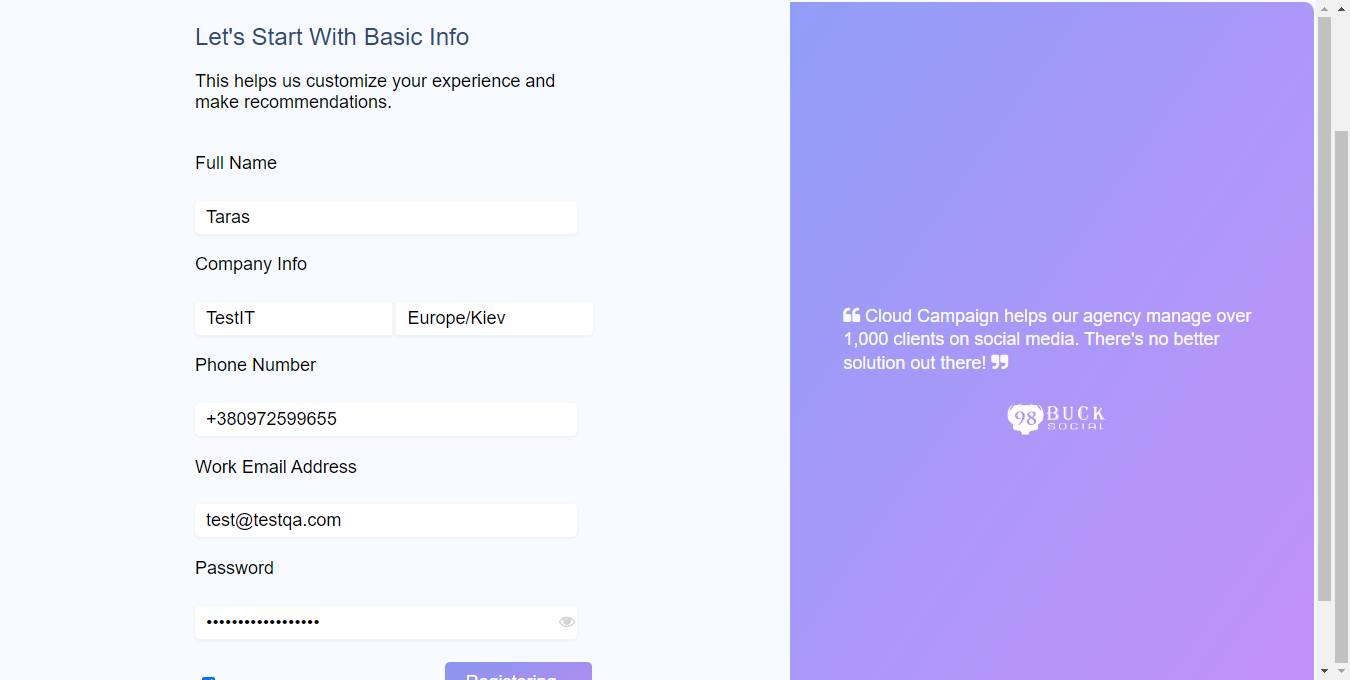 Let's Start With Basic Info
This helps us customize your experience and
make recommendations.
Full Name
Taras
Company Info
TestIT
Europe/Kiev
Phone Number
+380972599655
Work Email Address
test@testqa.com
Password
••••••••••••••••••
Registering
❝ Cloud Campaign helps our agency manage over
1,000 clients on social media. There's no better
solution out there! ❞
98 BUCK
SOCIAL